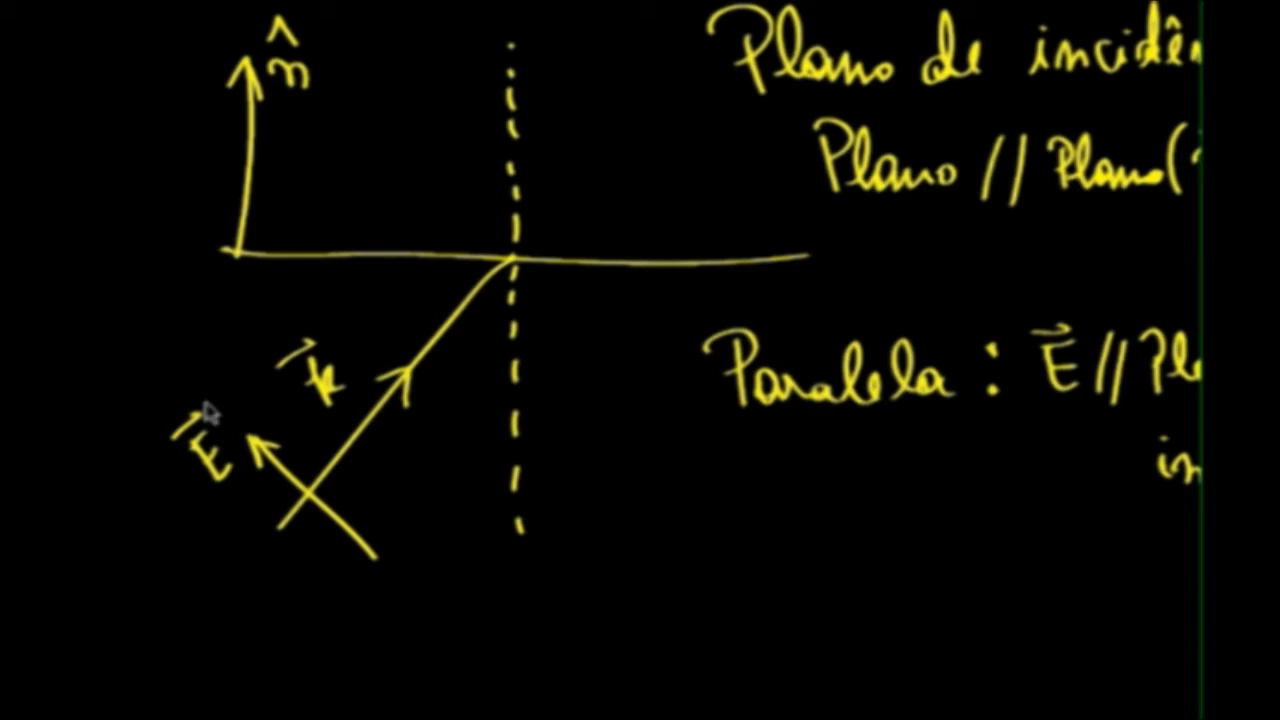 n̂
Plano de incidê
Plano // Plano(
k⃗
Paralela : E⃗ // Pl
E⃗
in